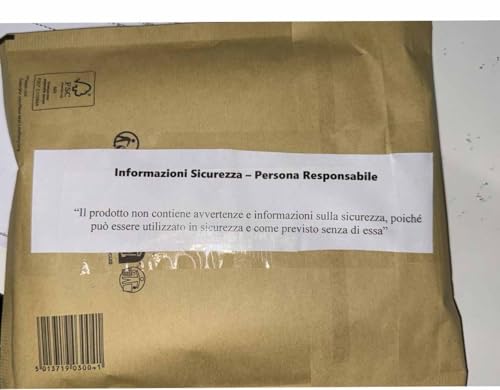 FSC
Informazioni Sicurezza – Persona Responsabile
“Il prodotto non contiene avvertenze e informazioni sulla sicurezza, poiché
può essere utilizzato in sicurezza e come previsto senza di essa”